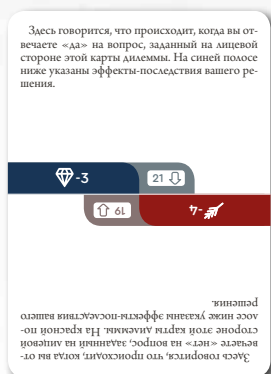 Здесь говорится, что происходит, когда вы от-
вечаете «да» на вопрос, заданный на лицевой
стороне этой карты дилеммы. На синей полосе
ниже указаны эффекты-последствия вашего ре-
шения.
-3 21
19 -4
Здесь говорится, что происходит, когда вы от-
вечаете «нет» на вопрос, заданный на лицевой
стороне этой карты дилеммы. На красной по-
лосе ниже указаны эффекты-последствия вашего
решения.